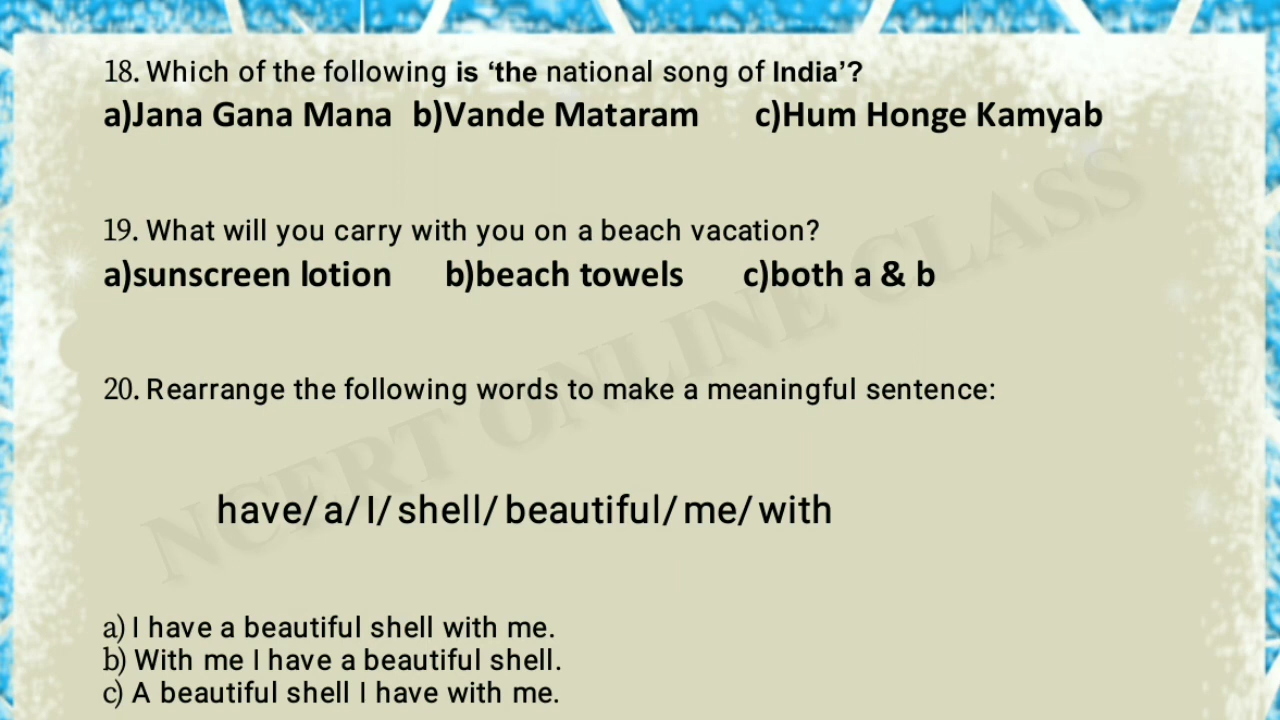 18. Which of the following is ‘the national song of India’?
a)Jana Gana Mana b)Vande Mataram c)Hum Honge Kamyab
19. What will you carry with you on a beach vacation?
a)sunscreen lotion b)beach towels c)both a & b
20. Rearrange the following words to make a meaningful sentence:
NCERT ONLINE CLASS
have/ a/ I/ shell/ beautiful/ me/ with
a) I have a beautiful shell with me.
b) With me I have a beautiful shell.
c) A beautiful shell I have with me.